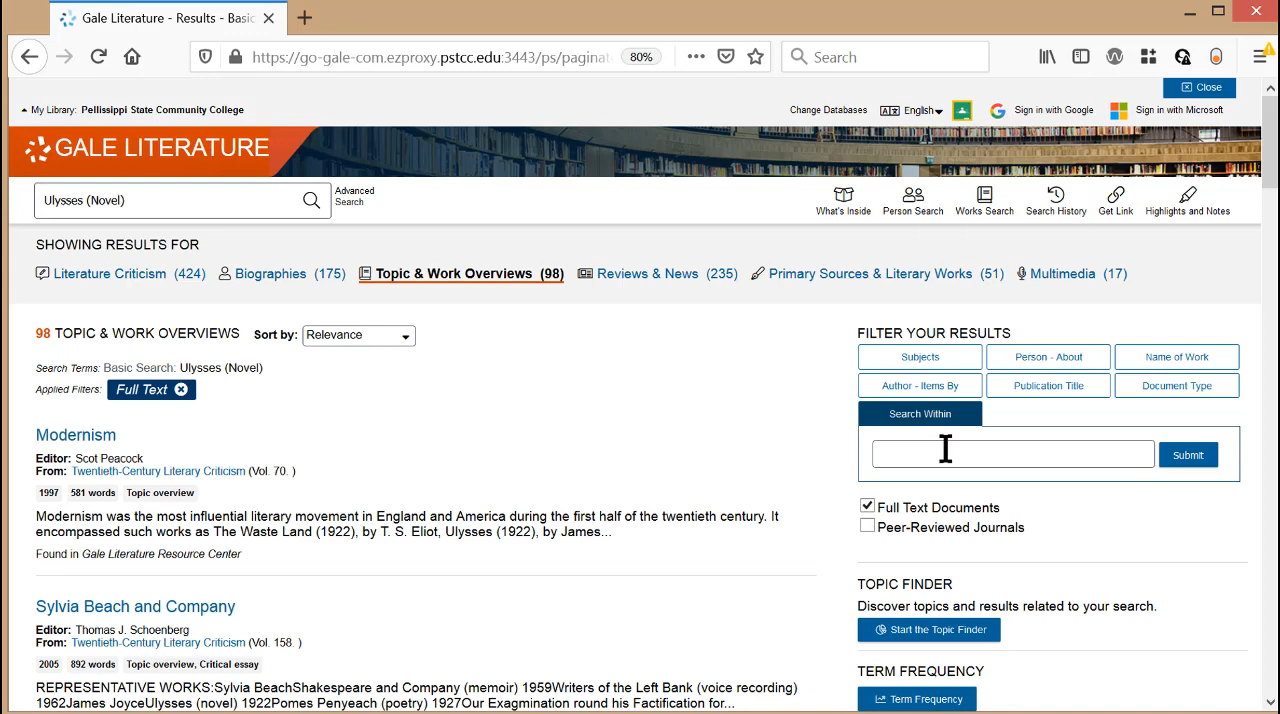 Gale Literature - Results - Basic
https://go-gale-com.ezproxy.pstcc.edu:3443/ps/paginat
80%
Search
Close
My Library: Pellissippi State Community College
Change Databases
English
Sign in with Google
Sign in with Microsoft
GALE LITERATURE
Ulysses (Novel)
Advanced
Search
What's Inside
Person Search
Works Search
Search History
Get Link
Highlights and Notes
SHOWING RESULTS FOR
Literature Criticism (424)
Biographies (175)
Topic & Work Overviews (98)
Reviews & News (235)
Primary Sources & Literary Works (51)
Multimedia (17)
98 TOPIC & WORK OVERVIEWS
Sort by: Relevance
Search Terms: Basic Search: Ulysses (Novel)
Applied Filters: Full Text
Modernism
Editor: Scot Peacock
From: Twentieth-Century Literary Criticism (Vol. 70. )
1997 581 words Topic overview
Modernism was the most influential literary movement in England and America during the first half of the twentieth century. It
encompassed such works as The Waste Land (1922), by T. S. Eliot, Ulysses (1922), by James...
Found in Gale Literature Resource Center
Sylvia Beach and Company
Editor: Thomas J. Schoenberg
From: Twentieth-Century Literary Criticism (Vol. 158. )
2005 892 words Topic overview, Critical essay
REPRESENTATIVE WORKS:Sylvia BeachShakespeare and Company (memoir) 1959Writers of the Left Bank (voice recording)
1962James JoyceUlysses (novel) 1922Pomes Penyeach (poetry) 1927Our Exagmination round his Factification for...
FILTER YOUR RESULTS
Subjects
Person - About
Name of Work
Author - Items By
Publication Title
Document Type
Search Within
Submit
Full Text Documents
Peer-Reviewed Journals
TOPIC FINDER
Discover topics and results related to your search.
Start the Topic Finder
TERM FREQUENCY
Term Frequency